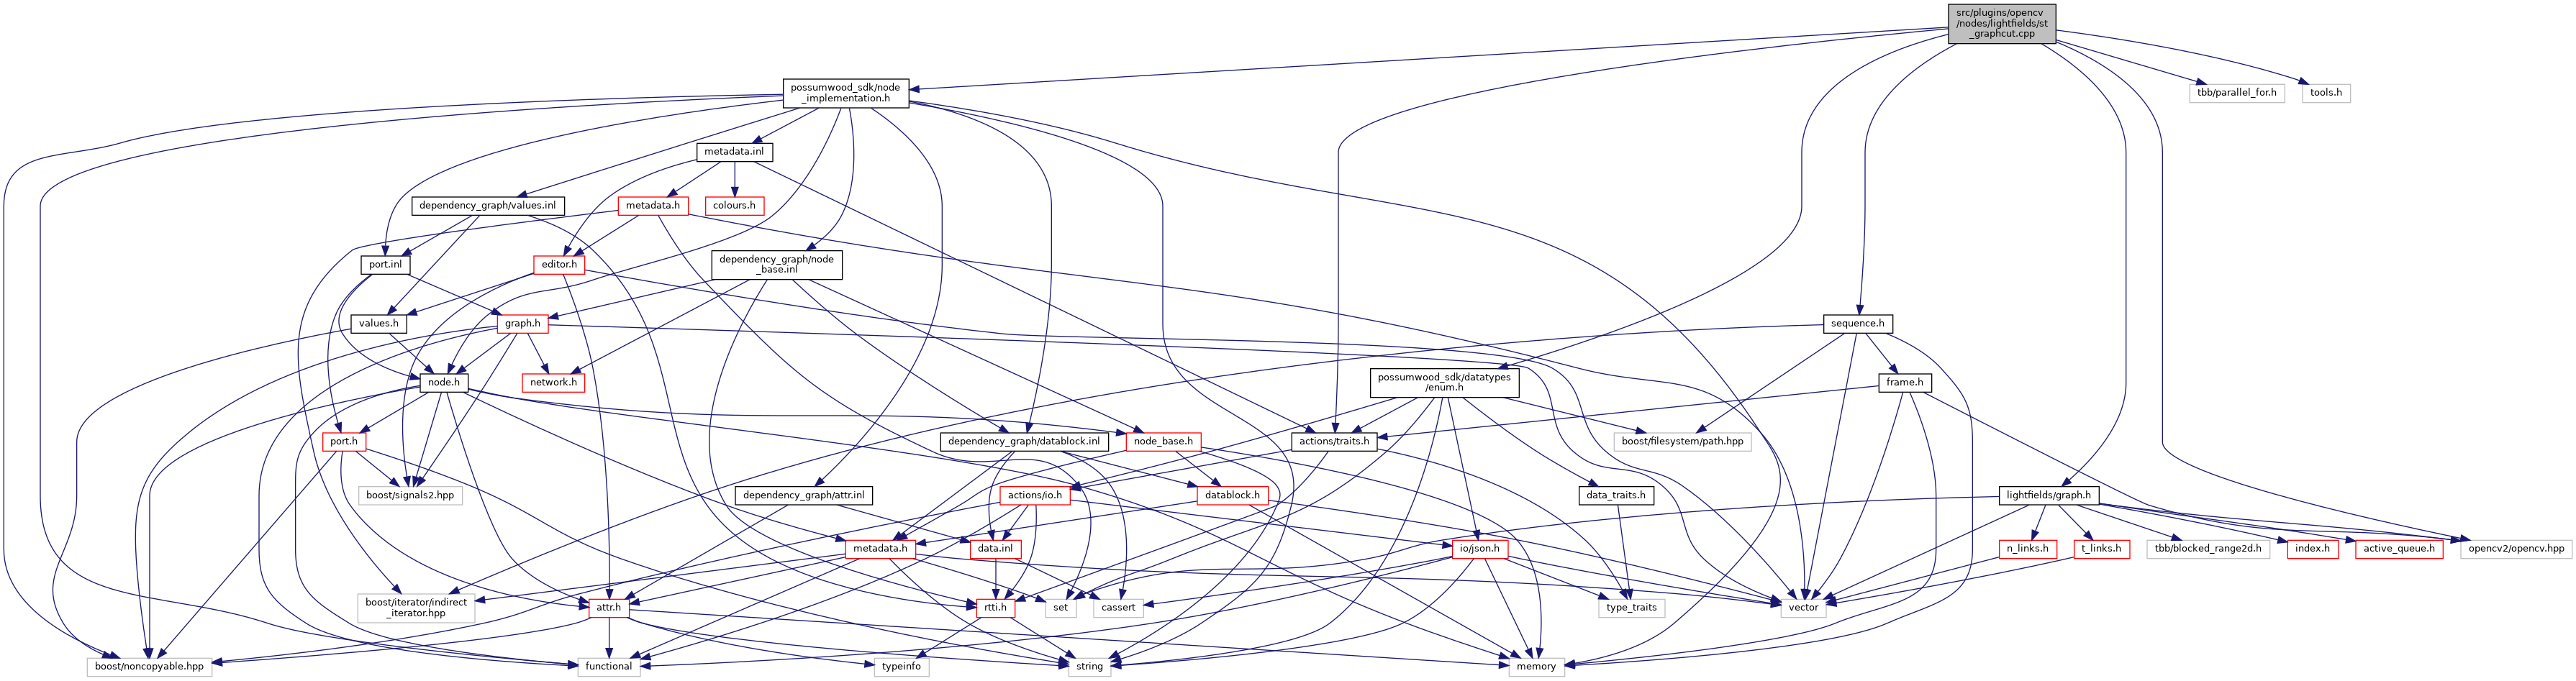 src/plugins/opencv
/nodes/lightfields/st
_graphcut.cpp
possumwood_sdk/node
_implementation.h
tbb/parallel_for.h
tools.h
metadata.inl
dependency_graph/values.inl
metadata.h
colours.h
port.inl
editor.h
dependency_graph/node
_base.inl
values.h
graph.h
sequence.h
node.h
network.h
possumwood_sdk/datatypes
/enum.h
frame.h
port.h
dependency_graph/datablock.inl
node_base.h
actions/traits.h
boost/filesystem/path.hpp
boost/signals2.hpp
dependency_graph/attr.inl
actions/io.h
datablock.h
data_traits.h
lightfields/graph.h
metadata.h
data.inl
io/json.h
n_links.h
t_links.h
tbb/blocked_range2d.h
index.h
active_queue.h
opencv2/opencv.hpp
boost/iterator/indirect
_iterator.hpp
attr.h
rtti.h
set
cassert
type_traits
vector
boost/noncopyable.hpp
functional
typeinfo
string
memory